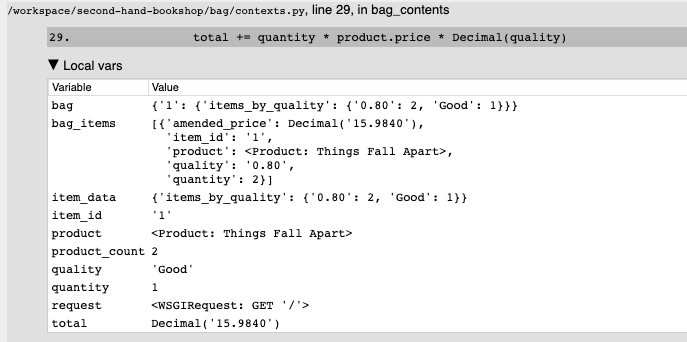 /workspace/second-hand-bookshop/bag/contexts.py, line 29, in bag_contents
29. total += quantity * product.price * Decimal(quality)
▼ Local vars
Variable Value
bag {'1': {'items_by_quality': {'0.80': 2, 'Good': 1}}}
bag_items [{'amended_price': Decimal('15.9840'),
'item_id': '1',
'product': <Product: Things Fall Apart>,
'quality': '0.80',
'quantity': 2}]
item_data {'items_by_quality': {'0.80': 2, 'Good': 1}}
item_id '1'
product <Product: Things Fall Apart>
product_count 2
quality 'Good'
quantity 1
request <WSGIRequest: GET '/'>
total Decimal('15.9840')